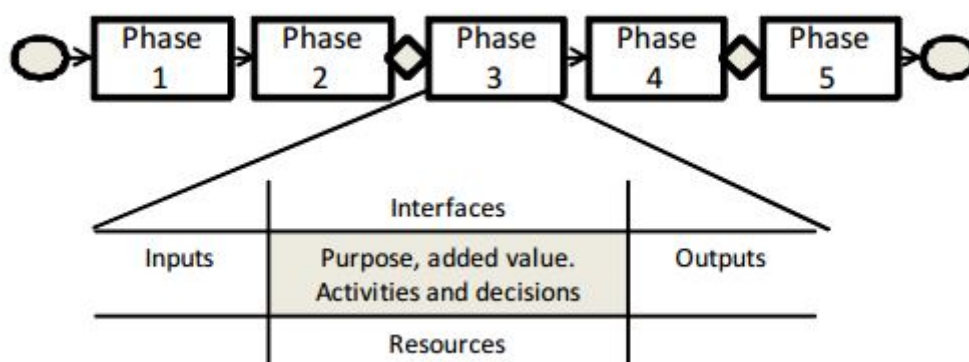 Phase
1
Phase
2
Phase
3
Phase
4
Phase
5
Interfaces
Inputs
Purpose, added value.
Activities and decisions
Outputs
Resources